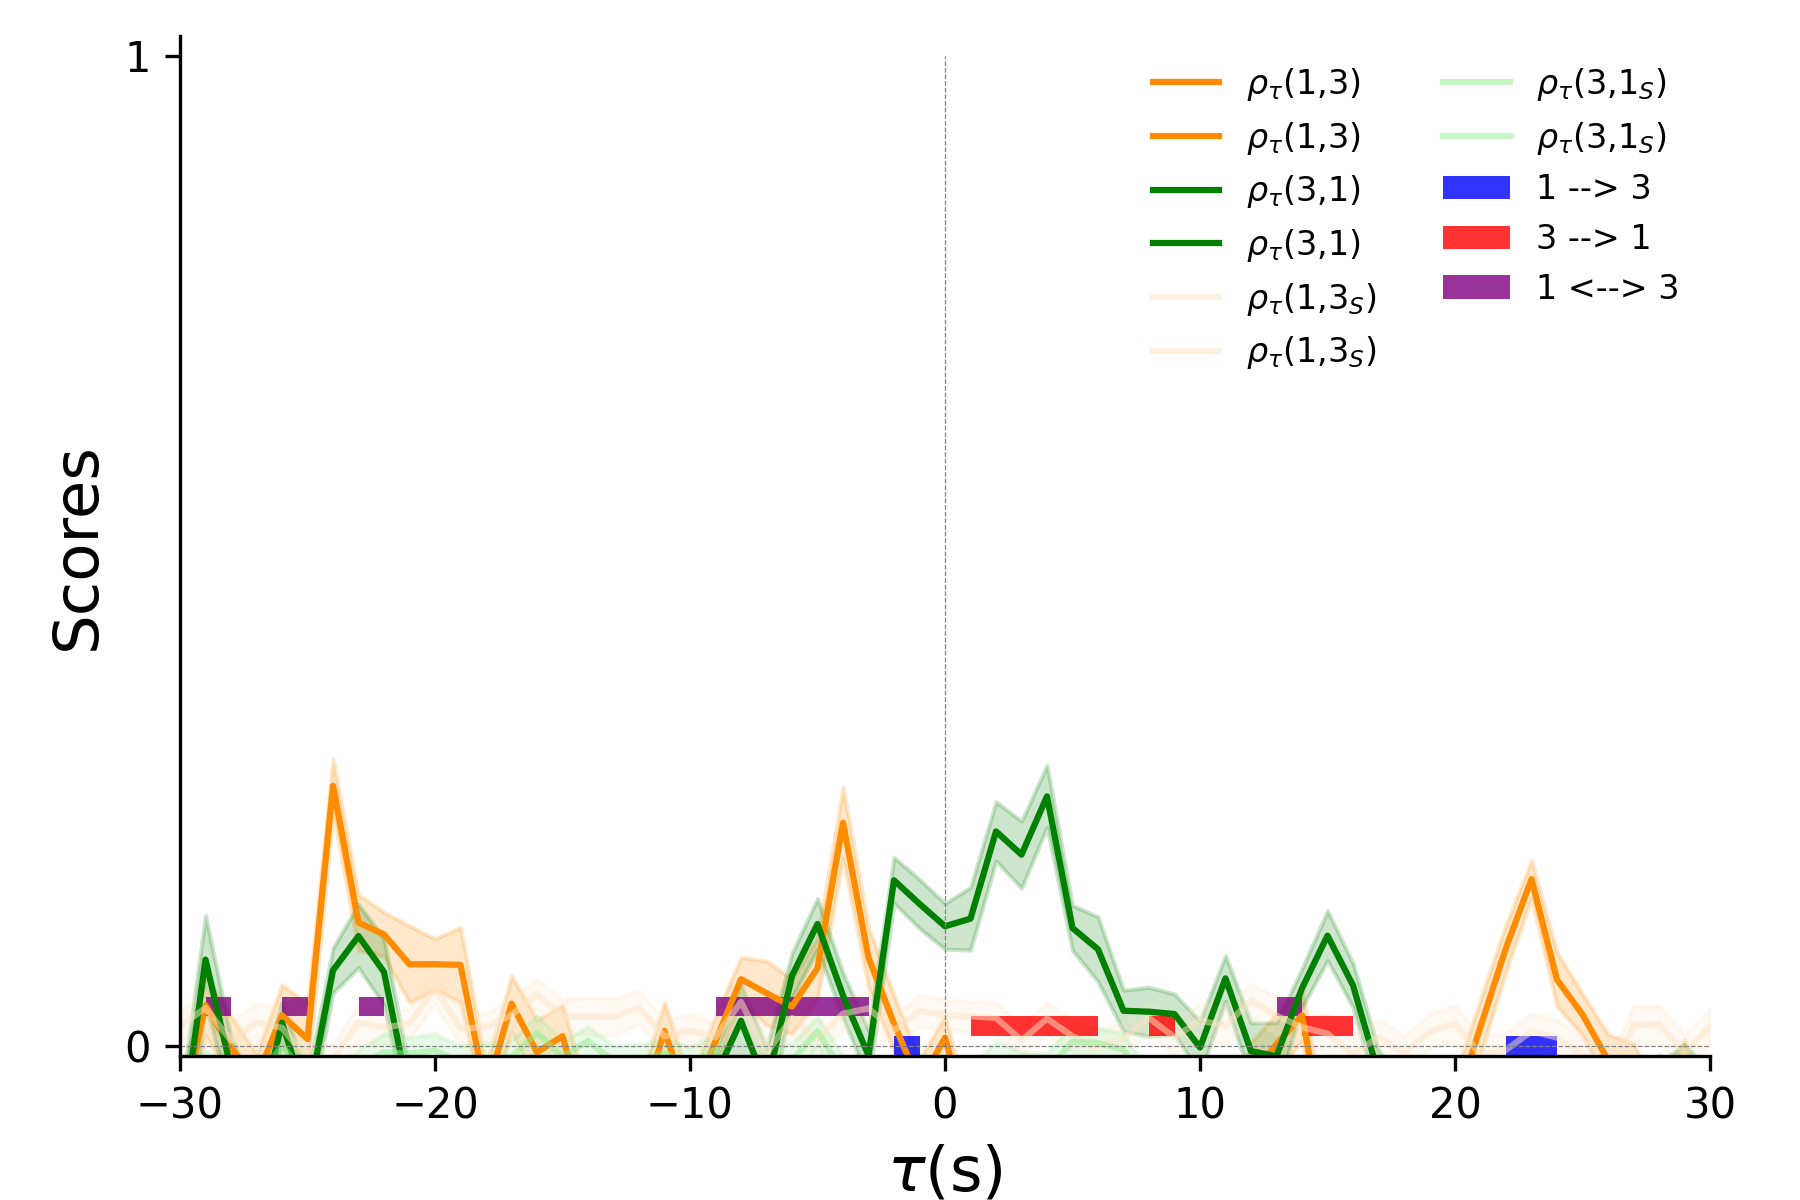 1
ρτ(1,3)
ρτ(1,3)
ρτ(3,1)
ρτ(3,1)
ρτ(1,3S)
ρτ(1,3S)
ρτ(3,1S)
ρτ(3,1S)
1 --> 3
3 --> 1
1 <--> 3
Scores
0
−30 −20 −10 0 10 20 30
τ(s)